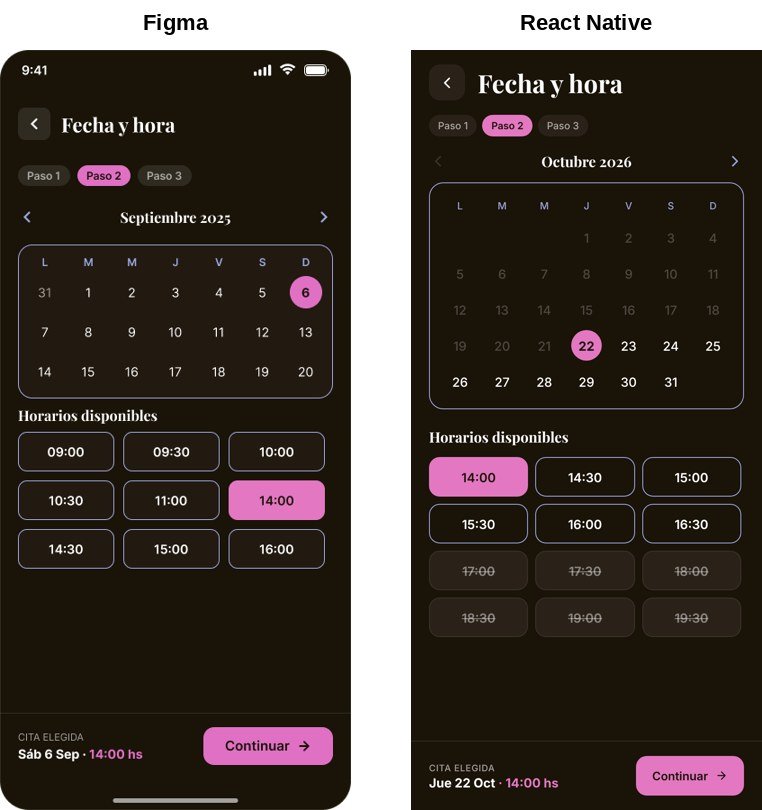 Figma
9:41
Fecha y hora
Paso 1 Paso 2 Paso 3
Septiembre 2025
L M M J V S D
31 1 2 3 4 5 6
7 8 9 10 11 12 13
14 15 16 17 18 19 20
Horarios disponibles
09:00 09:30 10:00
10:30 11:00 14:00
14:30 15:00 16:00
CITA ELEGIDA
Sáb 6 Sep · 14:00 hs
Continuar →
React Native
Fecha y hora
Paso 1 Paso 2 Paso 3
Octubre 2026
L M M J V S D
1 2 3 4
5 6 7 8 9 10 11
12 13 14 15 16 17 18
19 20 21 22 23 24 25
26 27 28 29 30 31
Horarios disponibles
14:00 14:30 15:00
15:30 16:00 16:30
17:00 17:30 18:00
18:30 19:00 19:30
CITA ELEGIDA
Jue 22 Oct · 14:00 hs
Continuar →